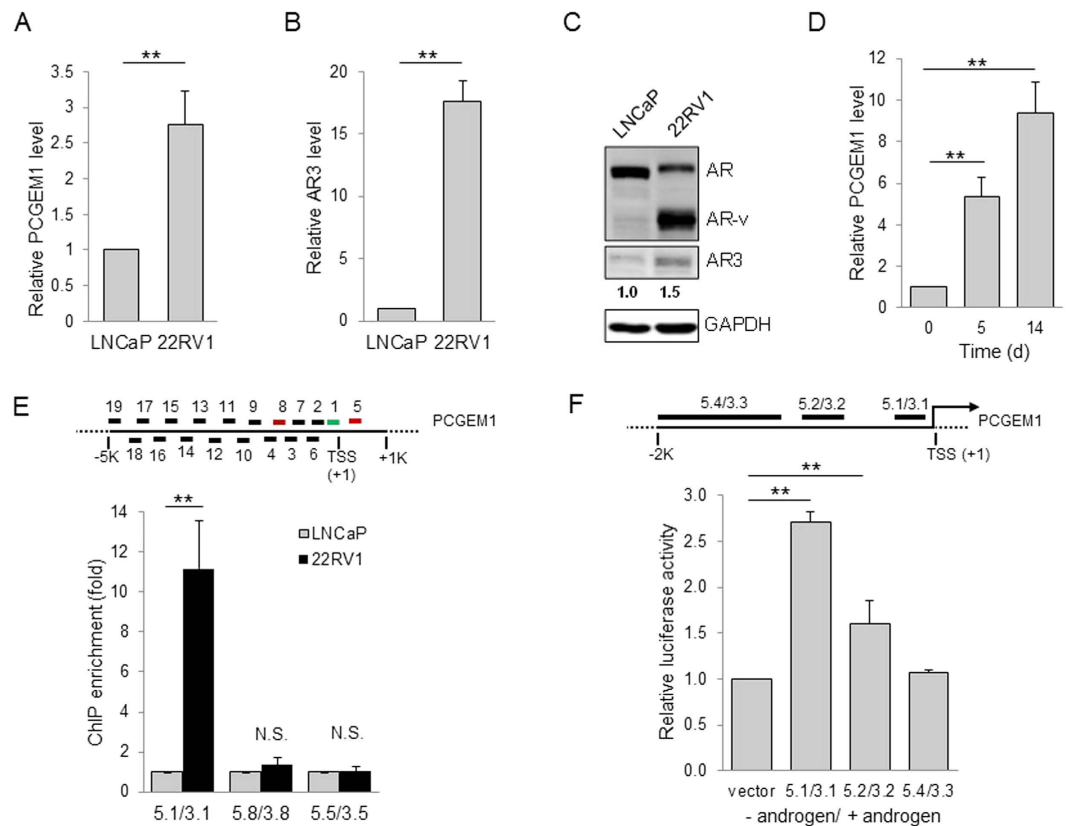 A
**
Relative PCGEM1 level
3.5
3
2.5
2
1.5
1
0.5
0
LNCaP 22RV1
B
**
Relative AR3 level
20
15
10
5
0
LNCaP 22RV1
C
LNCaP
22RV1
AR
AR-v
AR3
1.0 1.5
GAPDH
D
**
**
Relative PCGEM1 level
12
10
8
6
4
2
0
0 5 14
Time (d)
E
19 17 15 13 11 9 8 7 2 1 5
PCGEM1
-5K 18 16 14 12 10 4 3 6 TSS +1K
(+1)
**
LNCaP
22RV1
ChIP enrichment (fold)
14
12
10
8
6
4
2
0
N.S.
N.S.
5.1/3.1 5.8/3.8 5.5/3.5
F
5.4/3.3 5.2/3.2 5.1/3.1
PCGEM1
-2K TSS (+1)
**
**
Relative luciferase activity
3.0
2.5
2.0
1.5
1.0
0.5
0.0
vector 5.1/3.1 5.2/3.2 5.4/3.3
- androgen/ + androgen